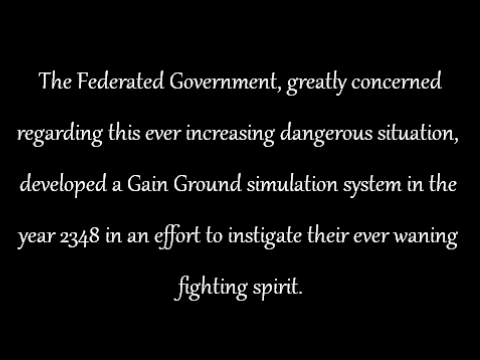 The Federated Government, greatly concerned
regarding this ever increasing dangerous situation,
developed a Gain Ground simulation system in the
year 2348 in an effort to instigate their ever waning
fighting spirit.